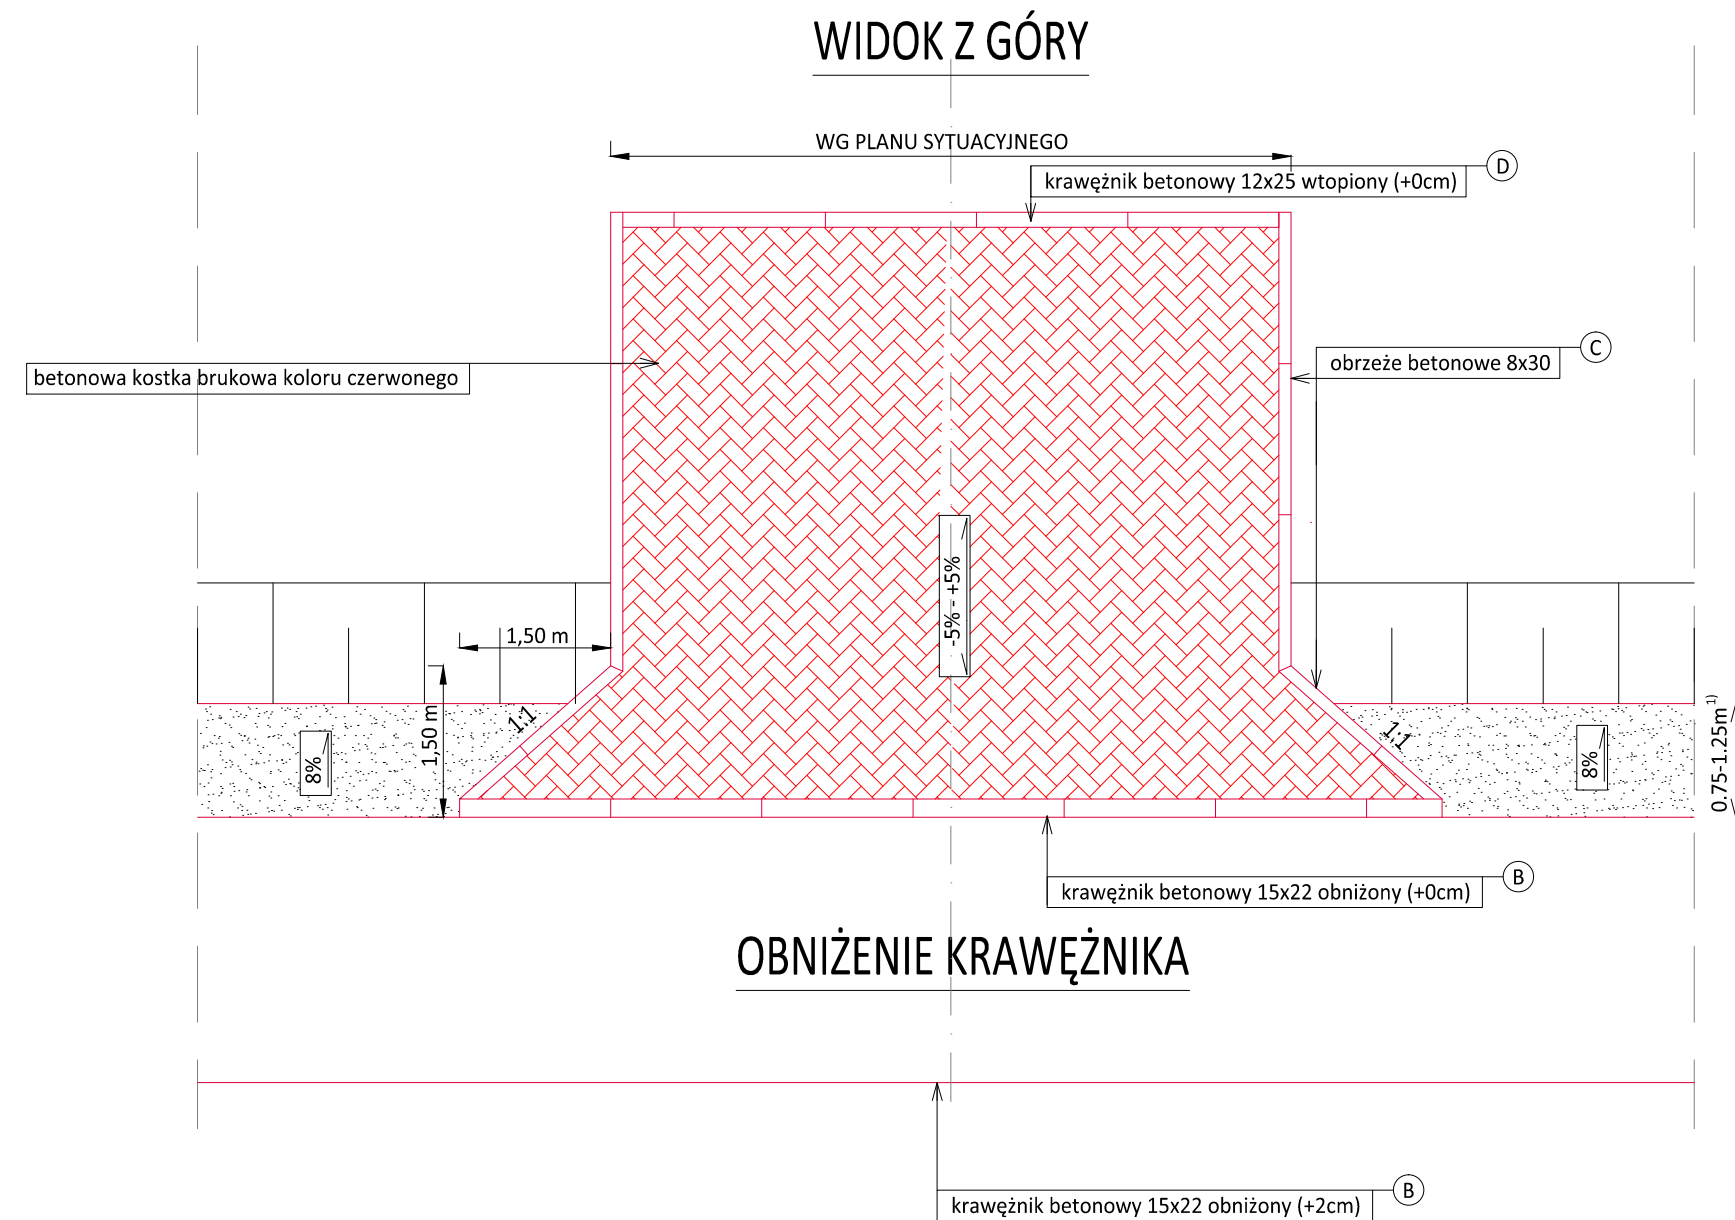 WIDOK Z GÓRY
WG PLANU SYTUACYJNEGO
D
krawężnik betonowy 12x25 wtopiony (+0cm)
C
obrzeże betonowe 8x30
betonowa kostka brukowa koloru czerwonego
-5% - +5%
1,50 m
1,50 m
1:1
1:1
8%
8%
0.75-1.25m 1)
B
krawężnik betonowy 15x22 obniżony (+0cm)
OBNIŻENIE KRAWĘŻNIKA
B
krawężnik betonowy 15x22 obniżony (+2cm)